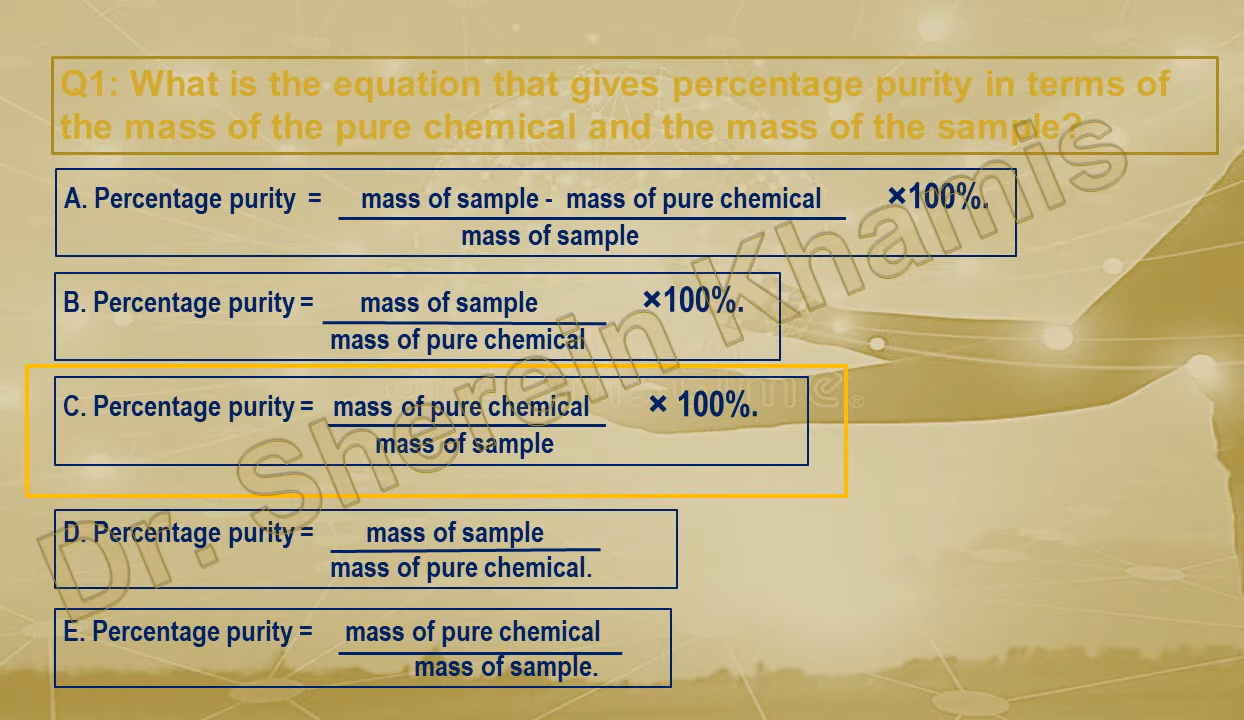 Q1: What is the equation that gives percentage purity in terms of
the mass of the pure chemical and the mass of the sample?
A. Percentage purity = mass of sample - mass of pure chemical ×100%.
mass of sample
B. Percentage purity = mass of sample ×100%.
mass of pure chemical
C. Percentage purity = mass of pure chemical × 100%.
mass of sample
D. Percentage purity = mass of sample
mass of pure chemical.
E. Percentage purity = mass of pure chemical
mass of sample.
Dr. Sherein Khamis